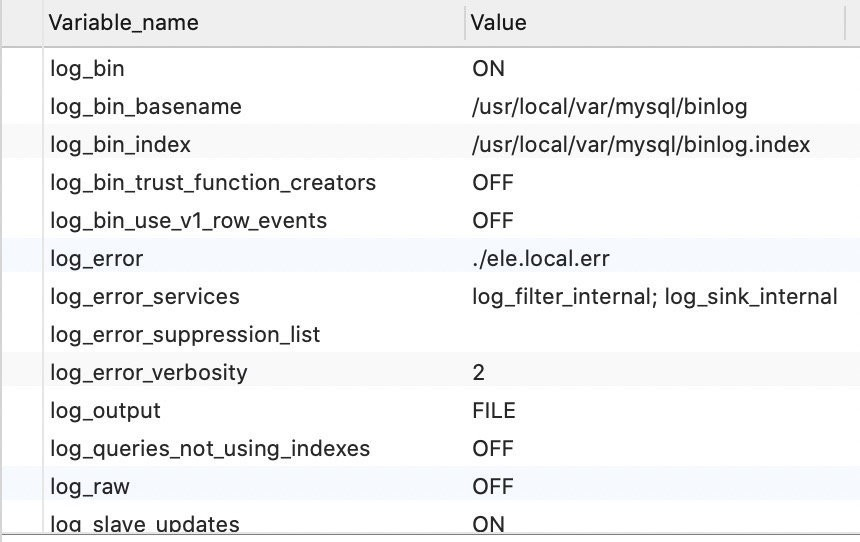 Variable_name Value
log_bin ON
log_bin_basename /usr/local/var/mysql/binlog
log_bin_index /usr/local/var/mysql/binlog.index
log_bin_trust_function_creators OFF
log_bin_use_v1_row_events OFF
log_error ./ele.local.err
log_error_services log_filter_internal; log_sink_internal
log_error_suppression_list
log_error_verbosity 2
log_output FILE
log_queries_not_using_indexes OFF
log_raw OFF
log_slave_updates ON